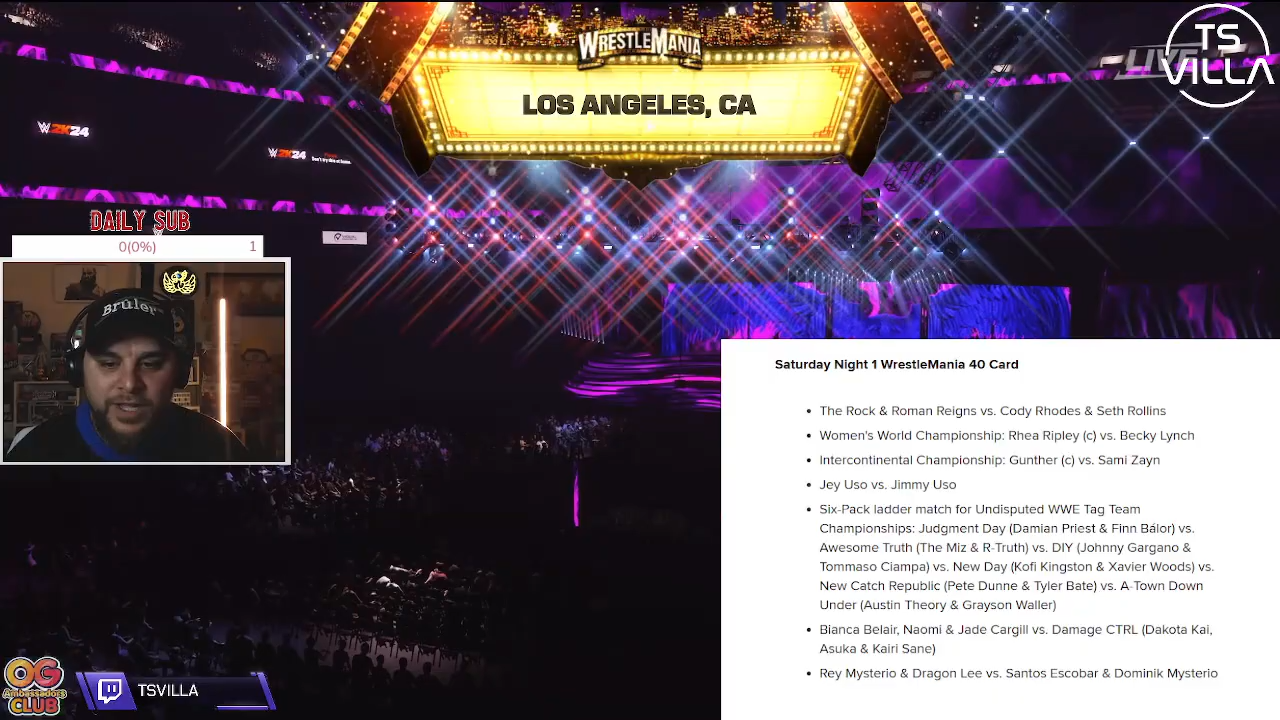 WRESTLEMANIA
LOS ANGELES, CA
TS
VILLA
LIVE
W2K24
W2K24
DAILY SUB
0(0%) 1
Brûler
Saturday Night 1 WrestleMania 40 Card
• The Rock & Roman Reigns vs. Cody Rhodes & Seth Rollins
• Women's World Championship: Rhea Ripley (c) vs. Becky Lynch
• Intercontinental Championship: Gunther (c) vs. Sami Zayn
• Jey Uso vs. Jimmy Uso
• Six-Pack ladder match for Undisputed WWE Tag Team
Championships: Judgment Day (Damian Priest & Finn Bálor) vs.
Awesome Truth (The Miz & R-Truth) vs. DIY (Johnny Gargano &
Tommaso Ciampa) vs. New Day (Kofi Kingston & Xavier Woods) vs.
New Catch Republic (Pete Dunne & Tyler Bate) vs. A-Town Down
Under (Austin Theory & Grayson Waller)
• Bianca Belair, Naomi & Jade Cargill vs. Damage CTRL (Dakota Kai,
Asuka & Kairi Sane)
• Rey Mysterio & Dragon Lee vs. Santos Escobar & Dominik Mysterio
OG
Ambassadors
CLUB
TSVILLA